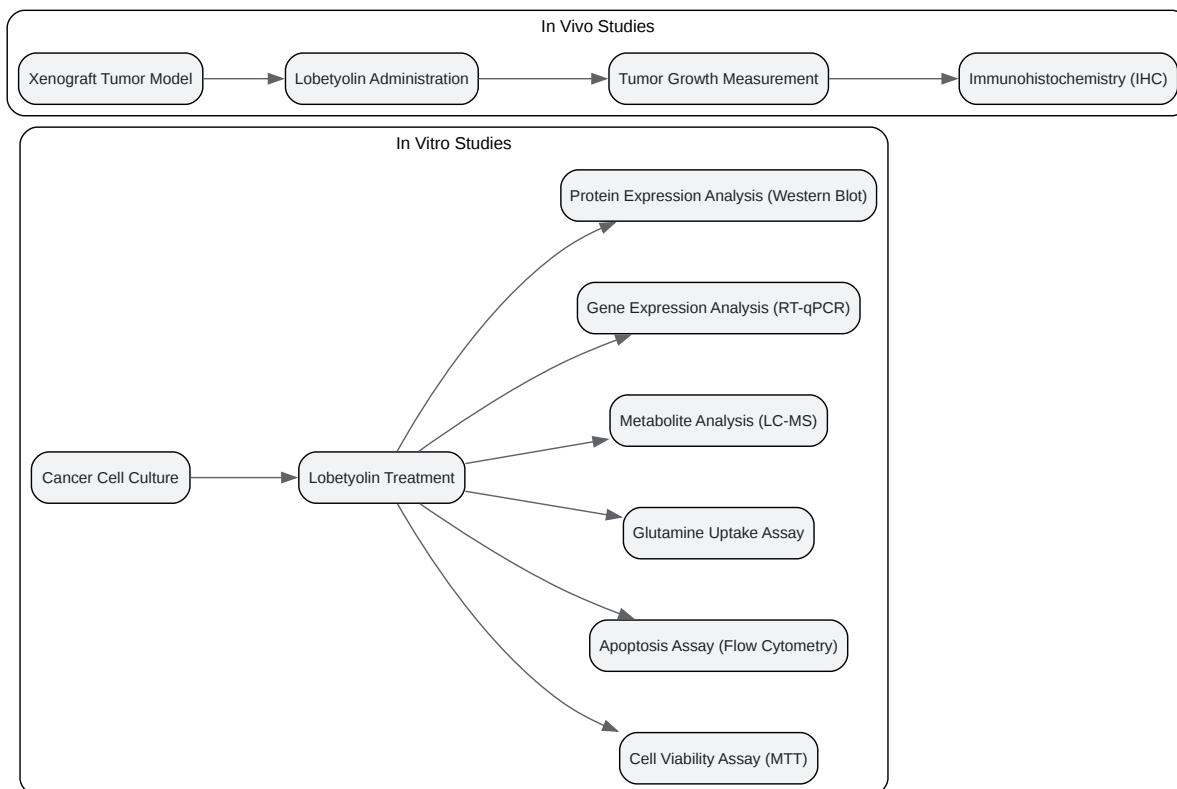 In Vivo Studies
Xenograft Tumor Model
Lobetyolin Administration
Tumor Growth Measurement
Immunohistochemistry (IHC)
In Vitro Studies
Protein Expression Analysis (Western Blot)
Gene Expression Analysis (RT-qPCR)
Metabolite Analysis (LC-MS)
Cancer Cell Culture
Lobetyolin Treatment
Glutamine Uptake Assay
Apoptosis Assay (Flow Cytometry)
Cell Viability Assay (MTT)